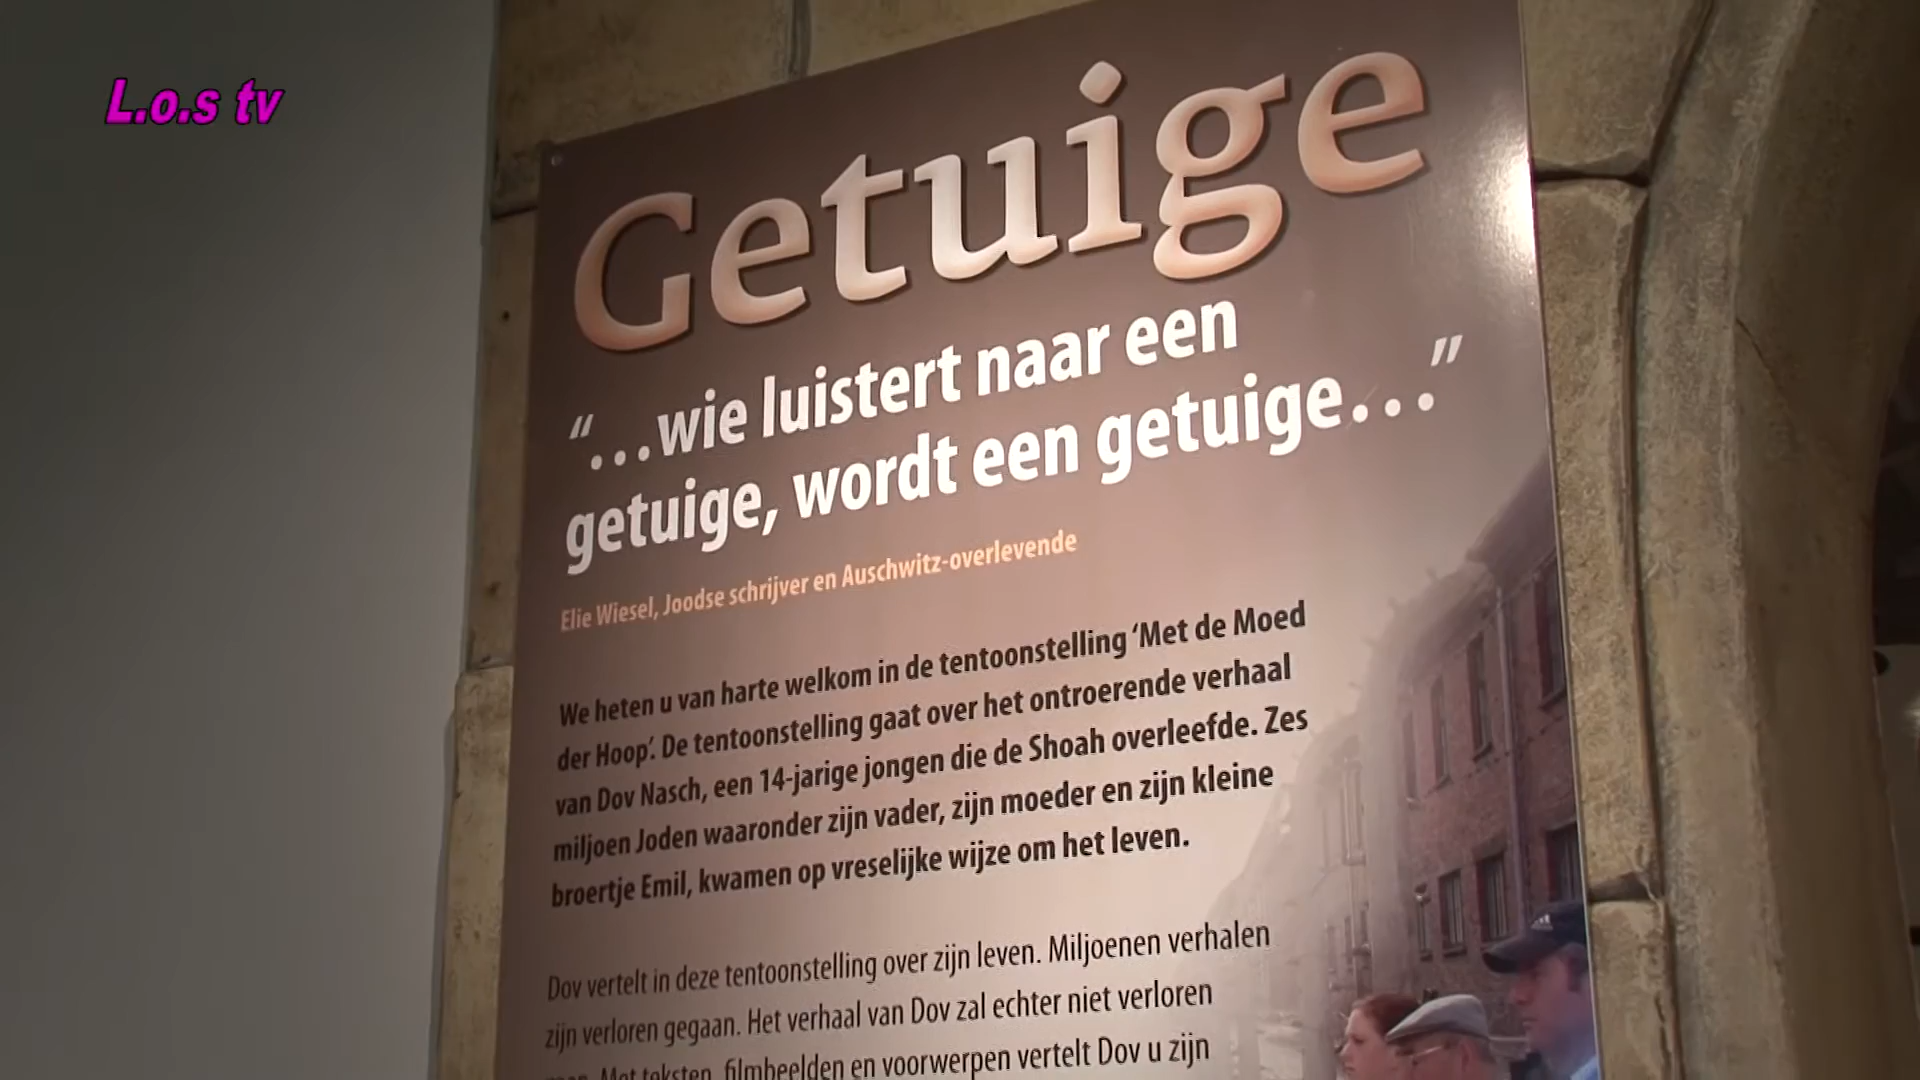 L.o.s tv
Getuige
“...wie luistert naar een
getuige, wordt een getuige...”
Elie Wiesel, Joodse schrijver en Auschwitz-overlevende
We heten u van harte welkom in de tentoonstelling ‘Met de Moed
der Hoop’. De tentoonstelling gaat over het ontroerende verhaal
van Dov Nasch, een 14-jarige jongen die de Shoah overleefde. Zes
miljoen Joden waaronder zijn vader, zijn moeder en zijn kleine
broertje Emil, kwamen op vreselijke wijze om het leven.
Dov vertelt in deze tentoonstelling over zijn leven. Miljoenen verhalen
zijn verloren gegaan. Het verhaal van Dov zal echter niet verloren
Met teksten, filmbeelden en voorwerpen vertelt Dov u zijn